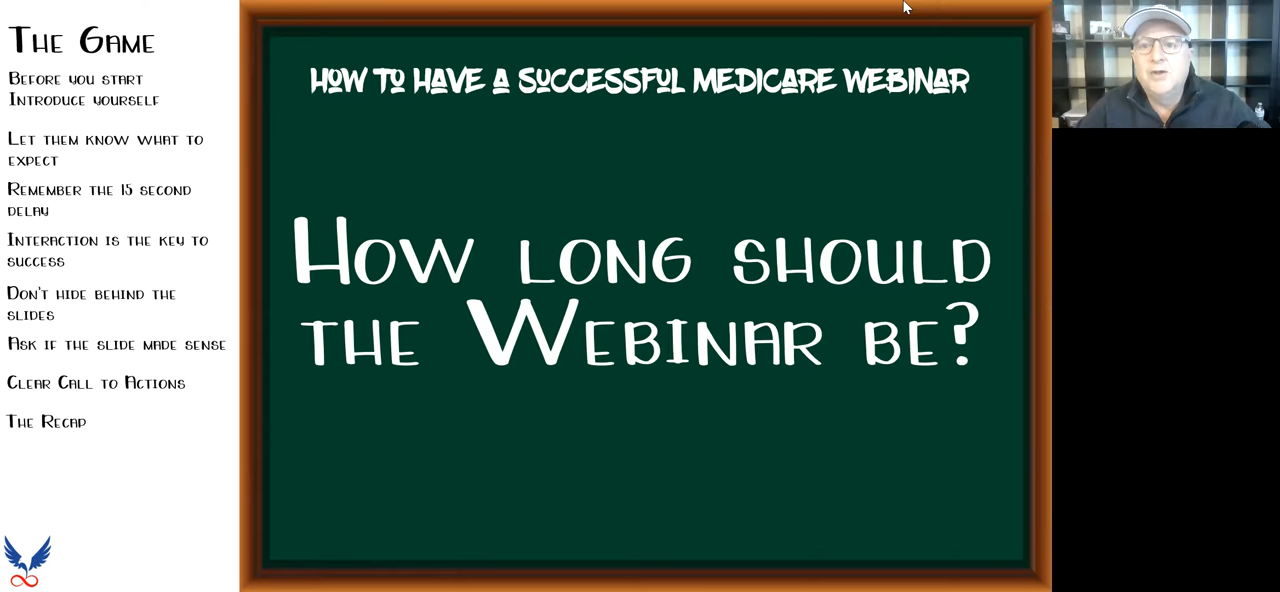 The Game
Before you start
Introduce yourself
Let them know what to
expect
Remember the 15 second
delay
Interaction is the key to
success
Don't hide behind the
slides
Ask if the slide made sense
Clear Call to Actions
The Recap
How to Have a Successful Medicare Webinar
How long should
the Webinar be?